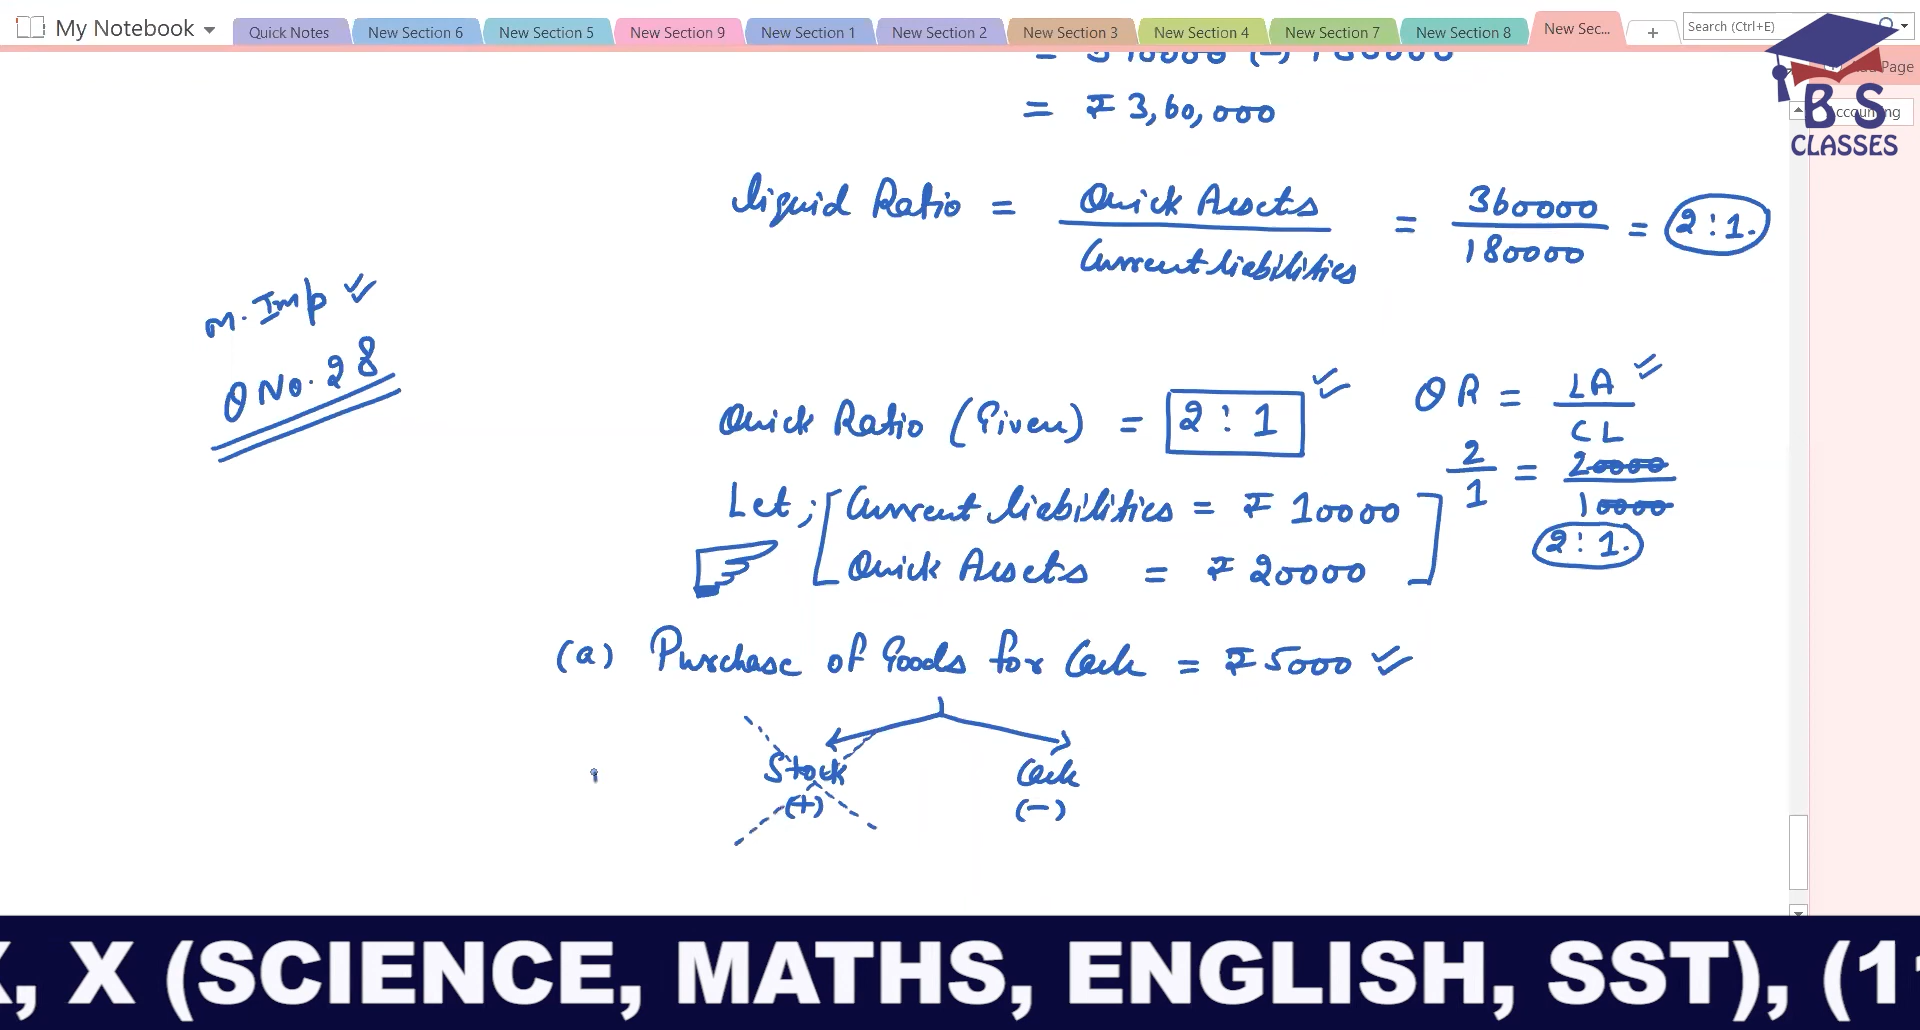 My Notebook
Quick Notes New Section 6 New Section 5 New Section 9 New Section 1 New Section 2 New Section 3 New Section 4 New Section 7 New Section 8 New Sec... +
Search (Ctrl+E)
Page
BS
CLASSES
= 540000 (-) 180000
= ₹ 3,60,000
Liquid Ratio = Quick Assets / Current liabilities = 360000 / 180000 = 2:1.
M. Imp
Q No. 28
Quick Ratio (Given) = 2:1
QR = LA / CL
2 / 1 = 20000 / 10000
2:1.
Let; Current liabilities = ₹ 10000
Quick Assets = ₹ 20000
(a) Purchase of Goods for Cash = ₹ 5000
Stock Cash
(+) (-)
X, X (SCIENCE, MATHS, ENGLISH, SST), (1